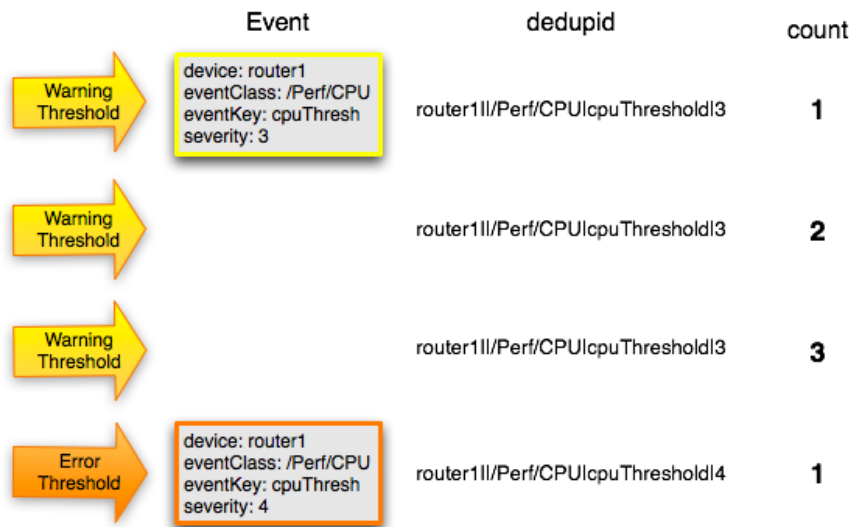 Event dedupid count
Warning
Threshold
device: router1
eventClass: /Perf/CPU
eventKey: cpuThresh
severity: 3
router1||/Perf/CPU|cpuThreshold|3
1
Warning
Threshold
router1||/Perf/CPU|cpuThreshold|3
2
Warning
Threshold
router1||/Perf/CPU|cpuThreshold|3
3
Error
Threshold
device: router1
eventClass: /Perf/CPU
eventKey: cpuThresh
severity: 4
router1||/Perf/CPU|cpuThreshold|4
1